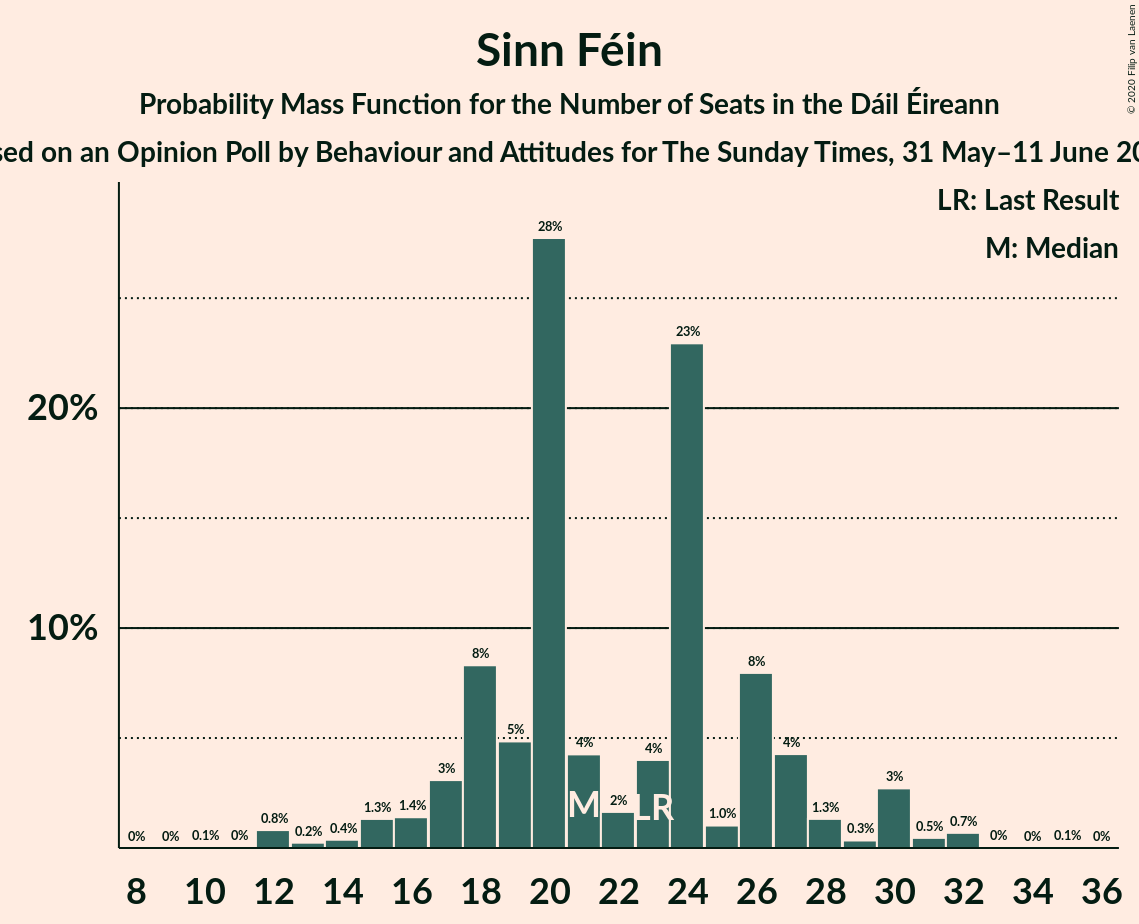 Sinn Féin
Probability Mass Function for the Number of Seats in the Dáil Éireann
on an Opinion Poll by Behaviour and Attitudes for The Sunday Times, 31 May–11 June
© 2020 Filip van Laenen
LR: Last Result
M: Median
20%
10%
0% 0% 0.1% 0% 0.8% 0.2% 0.4% 1.3% 1.4% 3% 8% 5% 28% 4% 2% 4% 23% 1.0% 8% 4% 1.3% 0.3% 3% 0.5% 0.7% 0% 0% 0.1% 0%
M LR
8 10 12 14 16 18 20 22 24 26 28 30 32 34 36